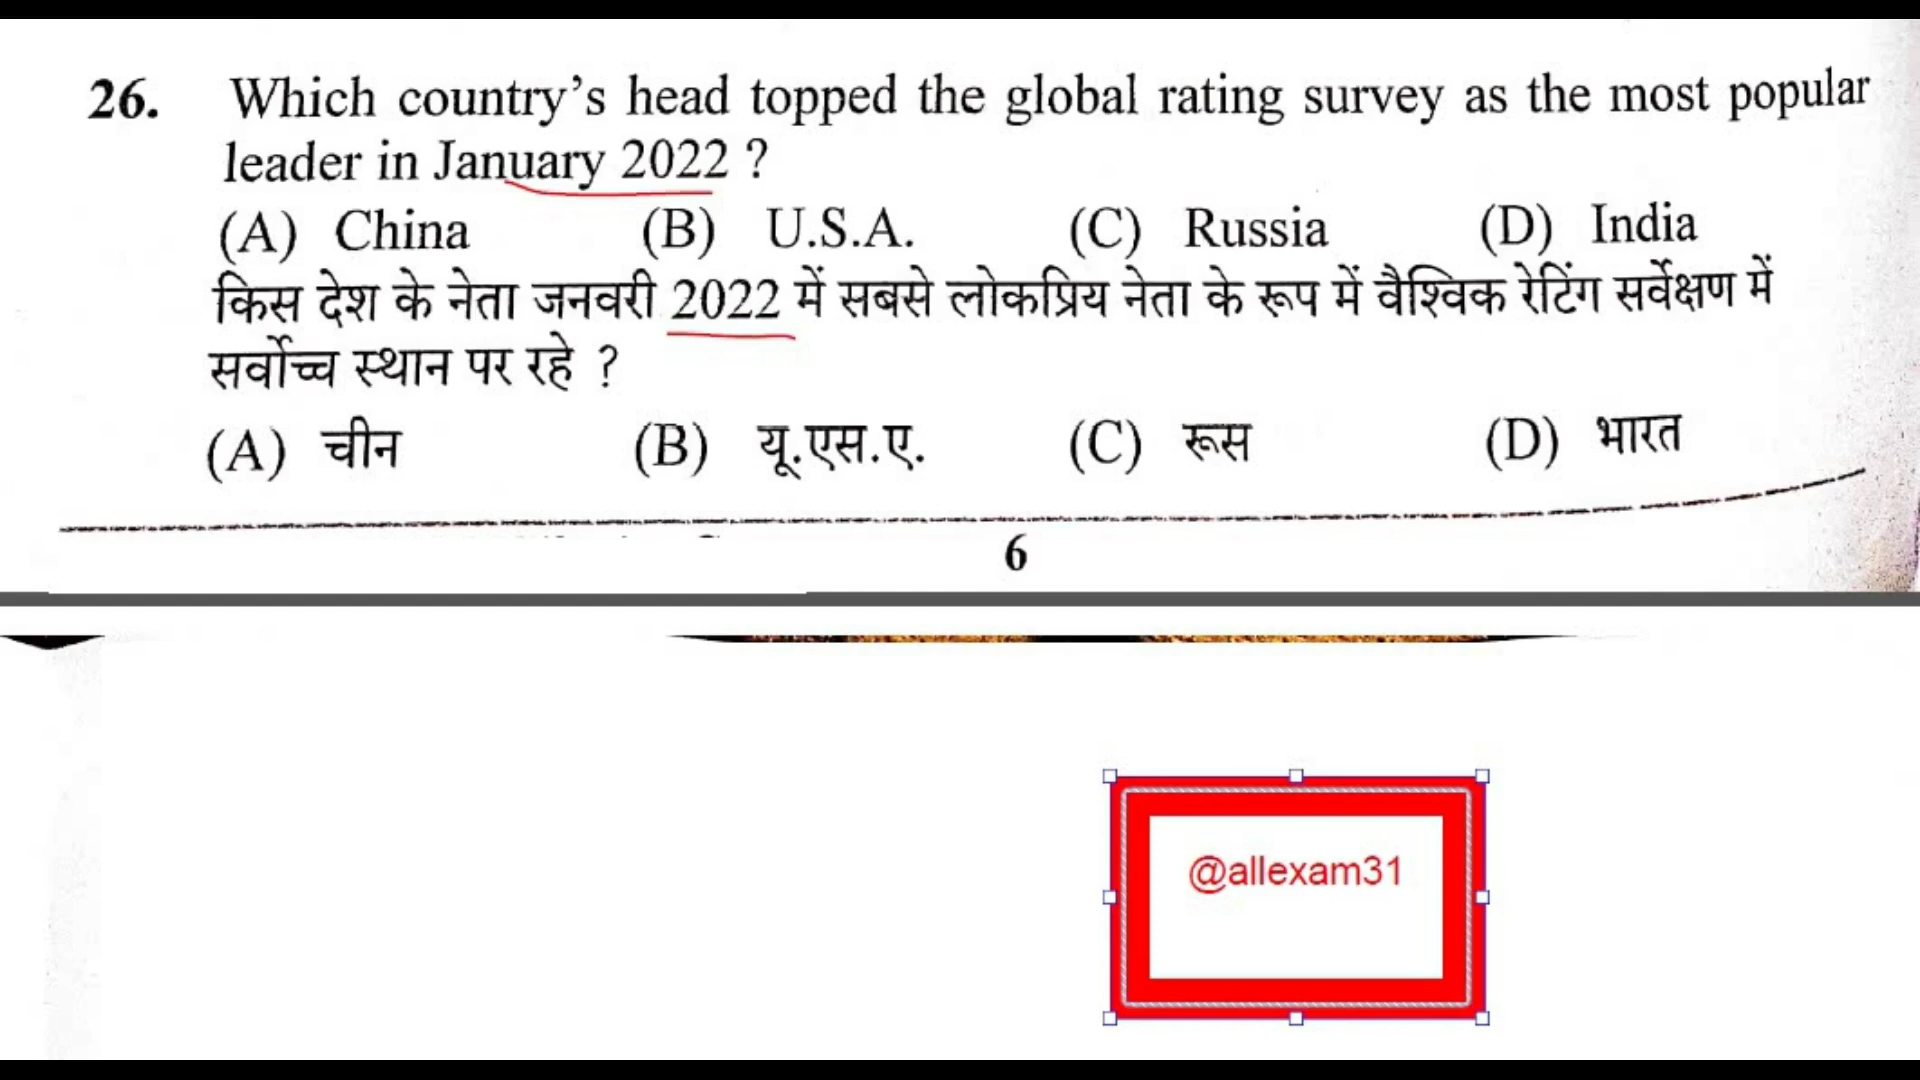 26. Which country's head topped the global rating survey as the most popular
leader in January 2022 ?
(A) China (B) U.S.A. (C) Russia (D) India
किस देश के नेता जनवरी 2022 में सबसे लोकप्रिय नेता के रूप में वैश्विक रेटिंग सर्वेक्षण में
सर्वोच्च स्थान पर रहे ?
(A) चीन (B) यू.एस.ए. (C) रूस (D) भारत
6
@allexam31